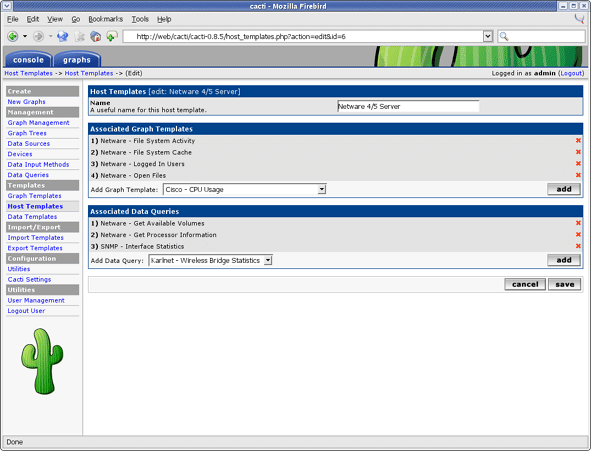 cacti - Mozilla Firebird
File Edit View Go Bookmarks Tools Help
http://web/cacti/cacti-0.8.5/host_templates.php?action=edit&id=6
console graphs
Host Templates -> Host Templates -> (Edit) Logged in as admin (Logout)
Create
New Graphs
Management
Graph Management
Graph Trees
Data Sources
Devices
Data Input Methods
Data Queries
Templates
Graph Templates
Host Templates
Data Templates
Import/Export
Import Templates
Export Templates
Configuration
Utilities
Cacti Settings
Utilities
User Management
Logout User
Host Templates [edit: Netware 4/5 Server]
Name
A useful name for this host template.
Netware 4/5 Server
Associated Graph Templates
1) Netware - File System Activity
2) Netware - File System Cache
3) Netware - Logged In Users
4) Netware - Open Files
Add Graph Template: Cisco - CPU Usage add
Associated Data Queries
1) Netware - Get Available Volumes
2) Netware - Get Processor Information
3) SNMP - Interface Statistics
Add Data Query: Karlnet - Wireless Bridge Statistics add
cancel save
Done